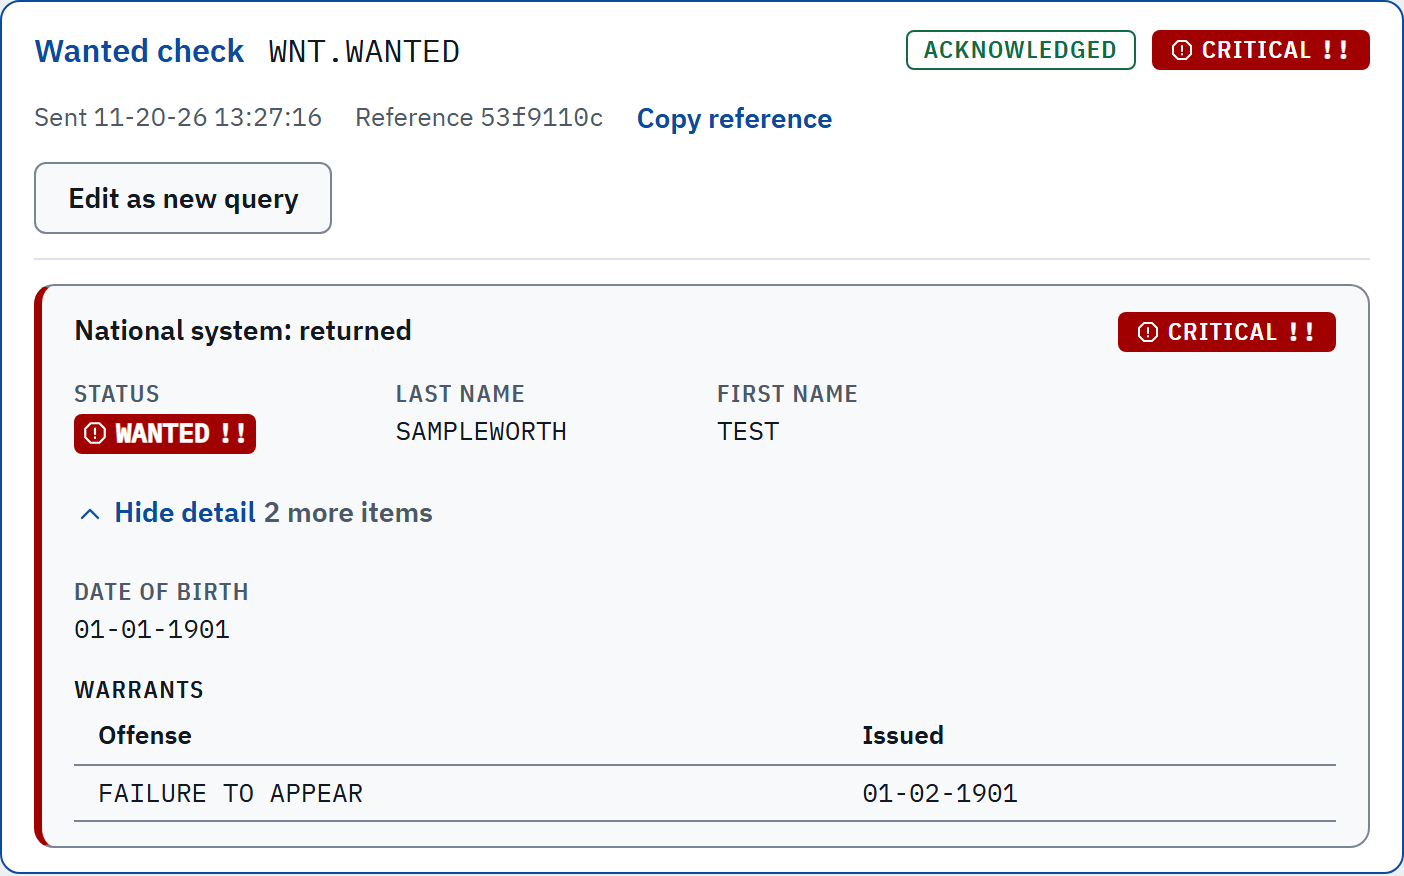 Wanted check WNT.WANTED ACKNOWLEDGED CRITICAL !!
Sent 11-20-26 13:27:16 Reference 53f9110c Copy reference
Edit as new query
National system: returned CRITICAL !!
STATUS LAST NAME FIRST NAME
WANTED !! SAMPLEWORTH TEST
Hide detail 2 more items
DATE OF BIRTH
01-01-1901
WARRANTS
Offense Issued
FAILURE TO APPEAR 01-02-1901